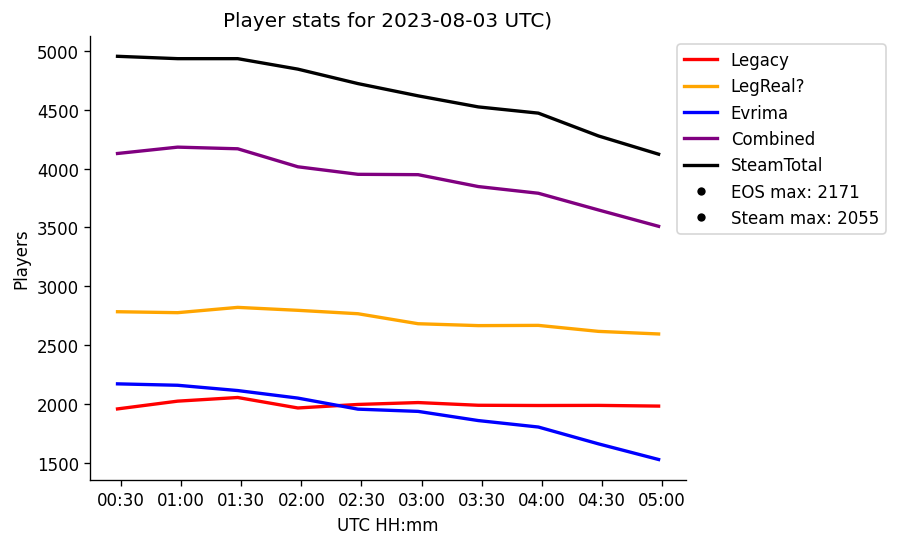 Player stats for 2023-08-03 UTC)
Players
5000
4500
4000
3500
3000
2500
2000
1500
00:30 01:00 01:30 02:00 02:30 03:00 03:30 04:00 04:30 05:00
UTC HH:mm
Legacy
LegReal?
Evrima
Combined
SteamTotal
EOS max: 2171
Steam max: 2055